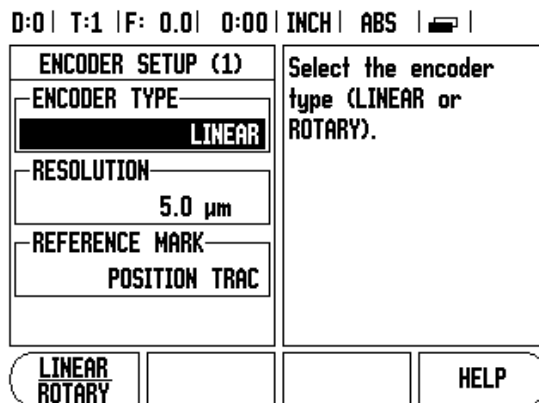 D:0 | T:1 | F: 0.0 | 0:00 | INCH | ABS | |
ENCODER SETUP (1)
ENCODER TYPE
LINEAR
RESOLUTION
5.0 µm
REFERENCE MARK
POSITION TRAC
Select the encoder
type (LINEAR or
ROTARY).
LINEAR
ROTARY
HELP